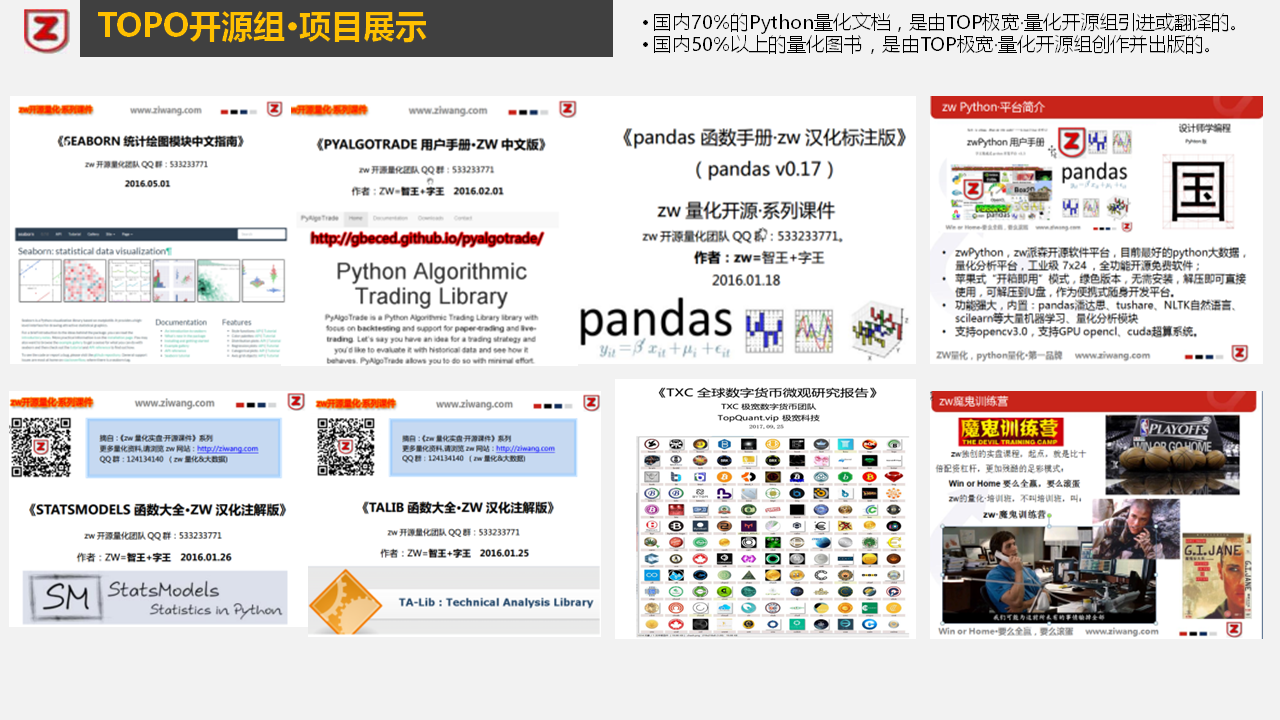 TOPO开源组•项目展示
• 国内70%的Python量化文档，是由TOP极宽·量化开源组引进或翻译的。
• 国内50%以上的量化图书，是由TOP极宽·量化开源组创作并出版的。
zw开源量化·系列课件
www.ziwang.com
《SEABORN 统计绘图模块中文指南》
zw 开源量化团队 QQ 群：533233771
2016.05.01
Seaborn: statistical data visualization¶
Documentation
Features
zw开源量化·系列课件
www.ziwang.com
《PYALGOTRADE 用户手册•ZW 中文版》
zw 开源量化团队 QQ 群：533233771
作者：ZW=智王+字王 2016.02.01
PyAlgoTrade Home Documentation Downloads Contact
http://gbeced.github.io/pyalgotrade/
Python Algorithmic
Trading Library
PyAlgoTrade is a Python Algorithmic Trading Library library with
focus on backtesting and support for paper-trading and live-
trading. Let's say you have an idea for a trading strategy and
you'd like to evaluate it with historical data and see how it
behaves. PyAlgoTrade allows you to do so with minimal effort.
《pandas 函数手册·zw 汉化标注版》
（ pandas v0.17 ）
zw 量化开源·系列课件
zw 开源量化团队 QQ 群：533233771。
作者：zw=智王+字王
2016.01.18
pandas
zw Python·平台简介
zwPython 用户手册
pandas
设计师学编程
国
Win or Home·要么全赢，要么滚蛋 www.ziwang.com
• zwPython，zw派森开源软件平台，目前最好的python大数据，
量化分析平台，工业级 7x24 ，全功能开源免费软件；
• 苹果式“开箱即用”模式，绿色版本，无需安装，解压即可直接
使用，可解压到U盘，作为便携式随身开发平台。
• 功能强大，内置：pandas潘达思、tushare、NLTK自然语言、
scilearn等大量机器学习、量化分析模块
• 支持opencv3.0，支持GPU opencl、cuda超算系统。
ZW量化，python量化•第一品牌 www.ziwang.com
zw开源量化·系列课件
www.ziwang.com
摘自：《zw 量化实盘·开源课件》系列
更多量化资料,请浏览 zw 网站：http://ziwang.com
QQ 群：124134140 （ zw 量化&大数据）
《STATSMODELS 函数大全•ZW 汉化注解版》
zw 开源量化团队 QQ 群：533233771
作者：ZW=智王+字王 2016.01.26
SM StatsModels
Statistics in Python
zw开源量化·系列课件
www.ziwang.com
摘自：《zw 量化实盘·开源课件》系列
更多量化资料,请浏览 zw 网站：http://ziwang.com
QQ 群：124134140 （ zw 量化&大数据）
《TALIB 函数大全•ZW 汉化注解版》
zw 开源量化团队 QQ 群：533233771
作者：ZW=智王+字王 2016.01.25
TA-Lib : Technical Analysis Library
《TXC 全球数字货币微观研究报告》
TXC 极宽数字货币团队
TopQuant.vip 极宽科技
2017, 09, 25
zw魔鬼训练营
魔鬼训练营
THE DEVIL TRAINING CAMP
zw独创的实盘课程，起点，就是比十
倍配资杠杆，更加残酷的足彩模式：
Win or Home 要么全赢，要么滚蛋
zw的量化·培训班，不叫培训班，叫：
zw·魔鬼训练营
PLAYOFFS
WIN OR GO HOME
G.I. JANE
我们可能为这前所未有的事情输掉全部
Win or Home•要么全赢，要么滚蛋 www.ziwang.com